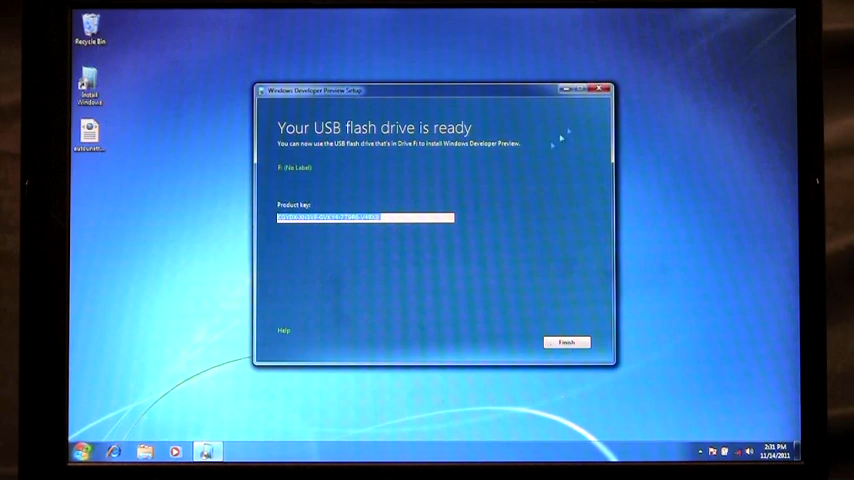 Recycle Bin
Install
Windows
Windows Developer Preview Setup
Your USB flash drive is ready
You can now use the USB flash drive that's in Drive F: to install Windows Developer Preview.
F: (No Label)
Product key:
Help
Finish
2:31 PM
11/14/2011